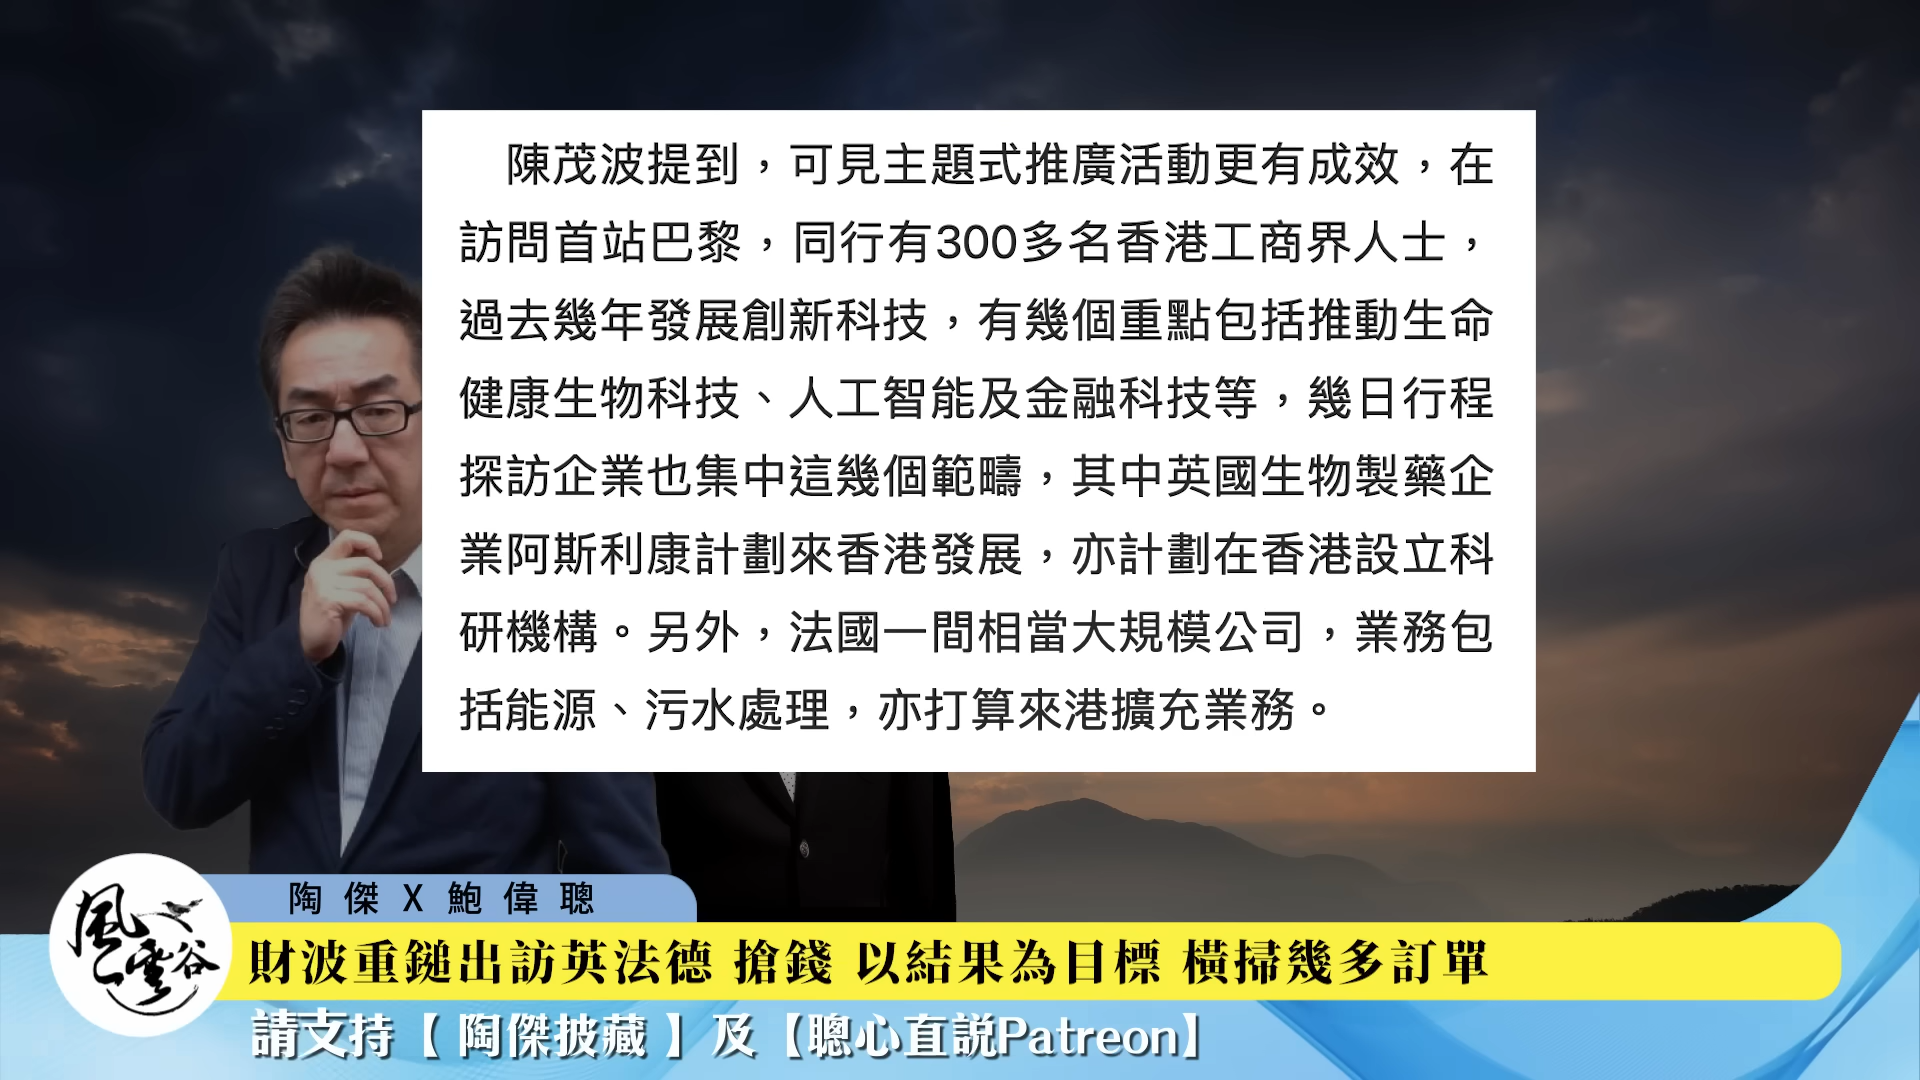 陳茂波提到，可見主題式推廣活動更有成效，在
訪問首站巴黎，同行有300多名香港工商界人士，
過去幾年發展創新科技，有幾個重點包括推動生命
健康生物科技、人工智能及金融科技等，幾日行程
探訪企業也集中這幾個範疇，其中英國生物製藥企
業阿斯利康計劃來香港發展，亦計劃在香港設立科
研機構。另外，法國一間相當大規模公司，業務包
括能源、污水處理，亦打算來港擴充業務。
陶傑X鮑偉聰
風雲谷
財波重鎚出訪英法德 搶錢 以結果為目標 橫掃幾多訂單
請支持【陶傑披藏】及【聰心直説Patreon】